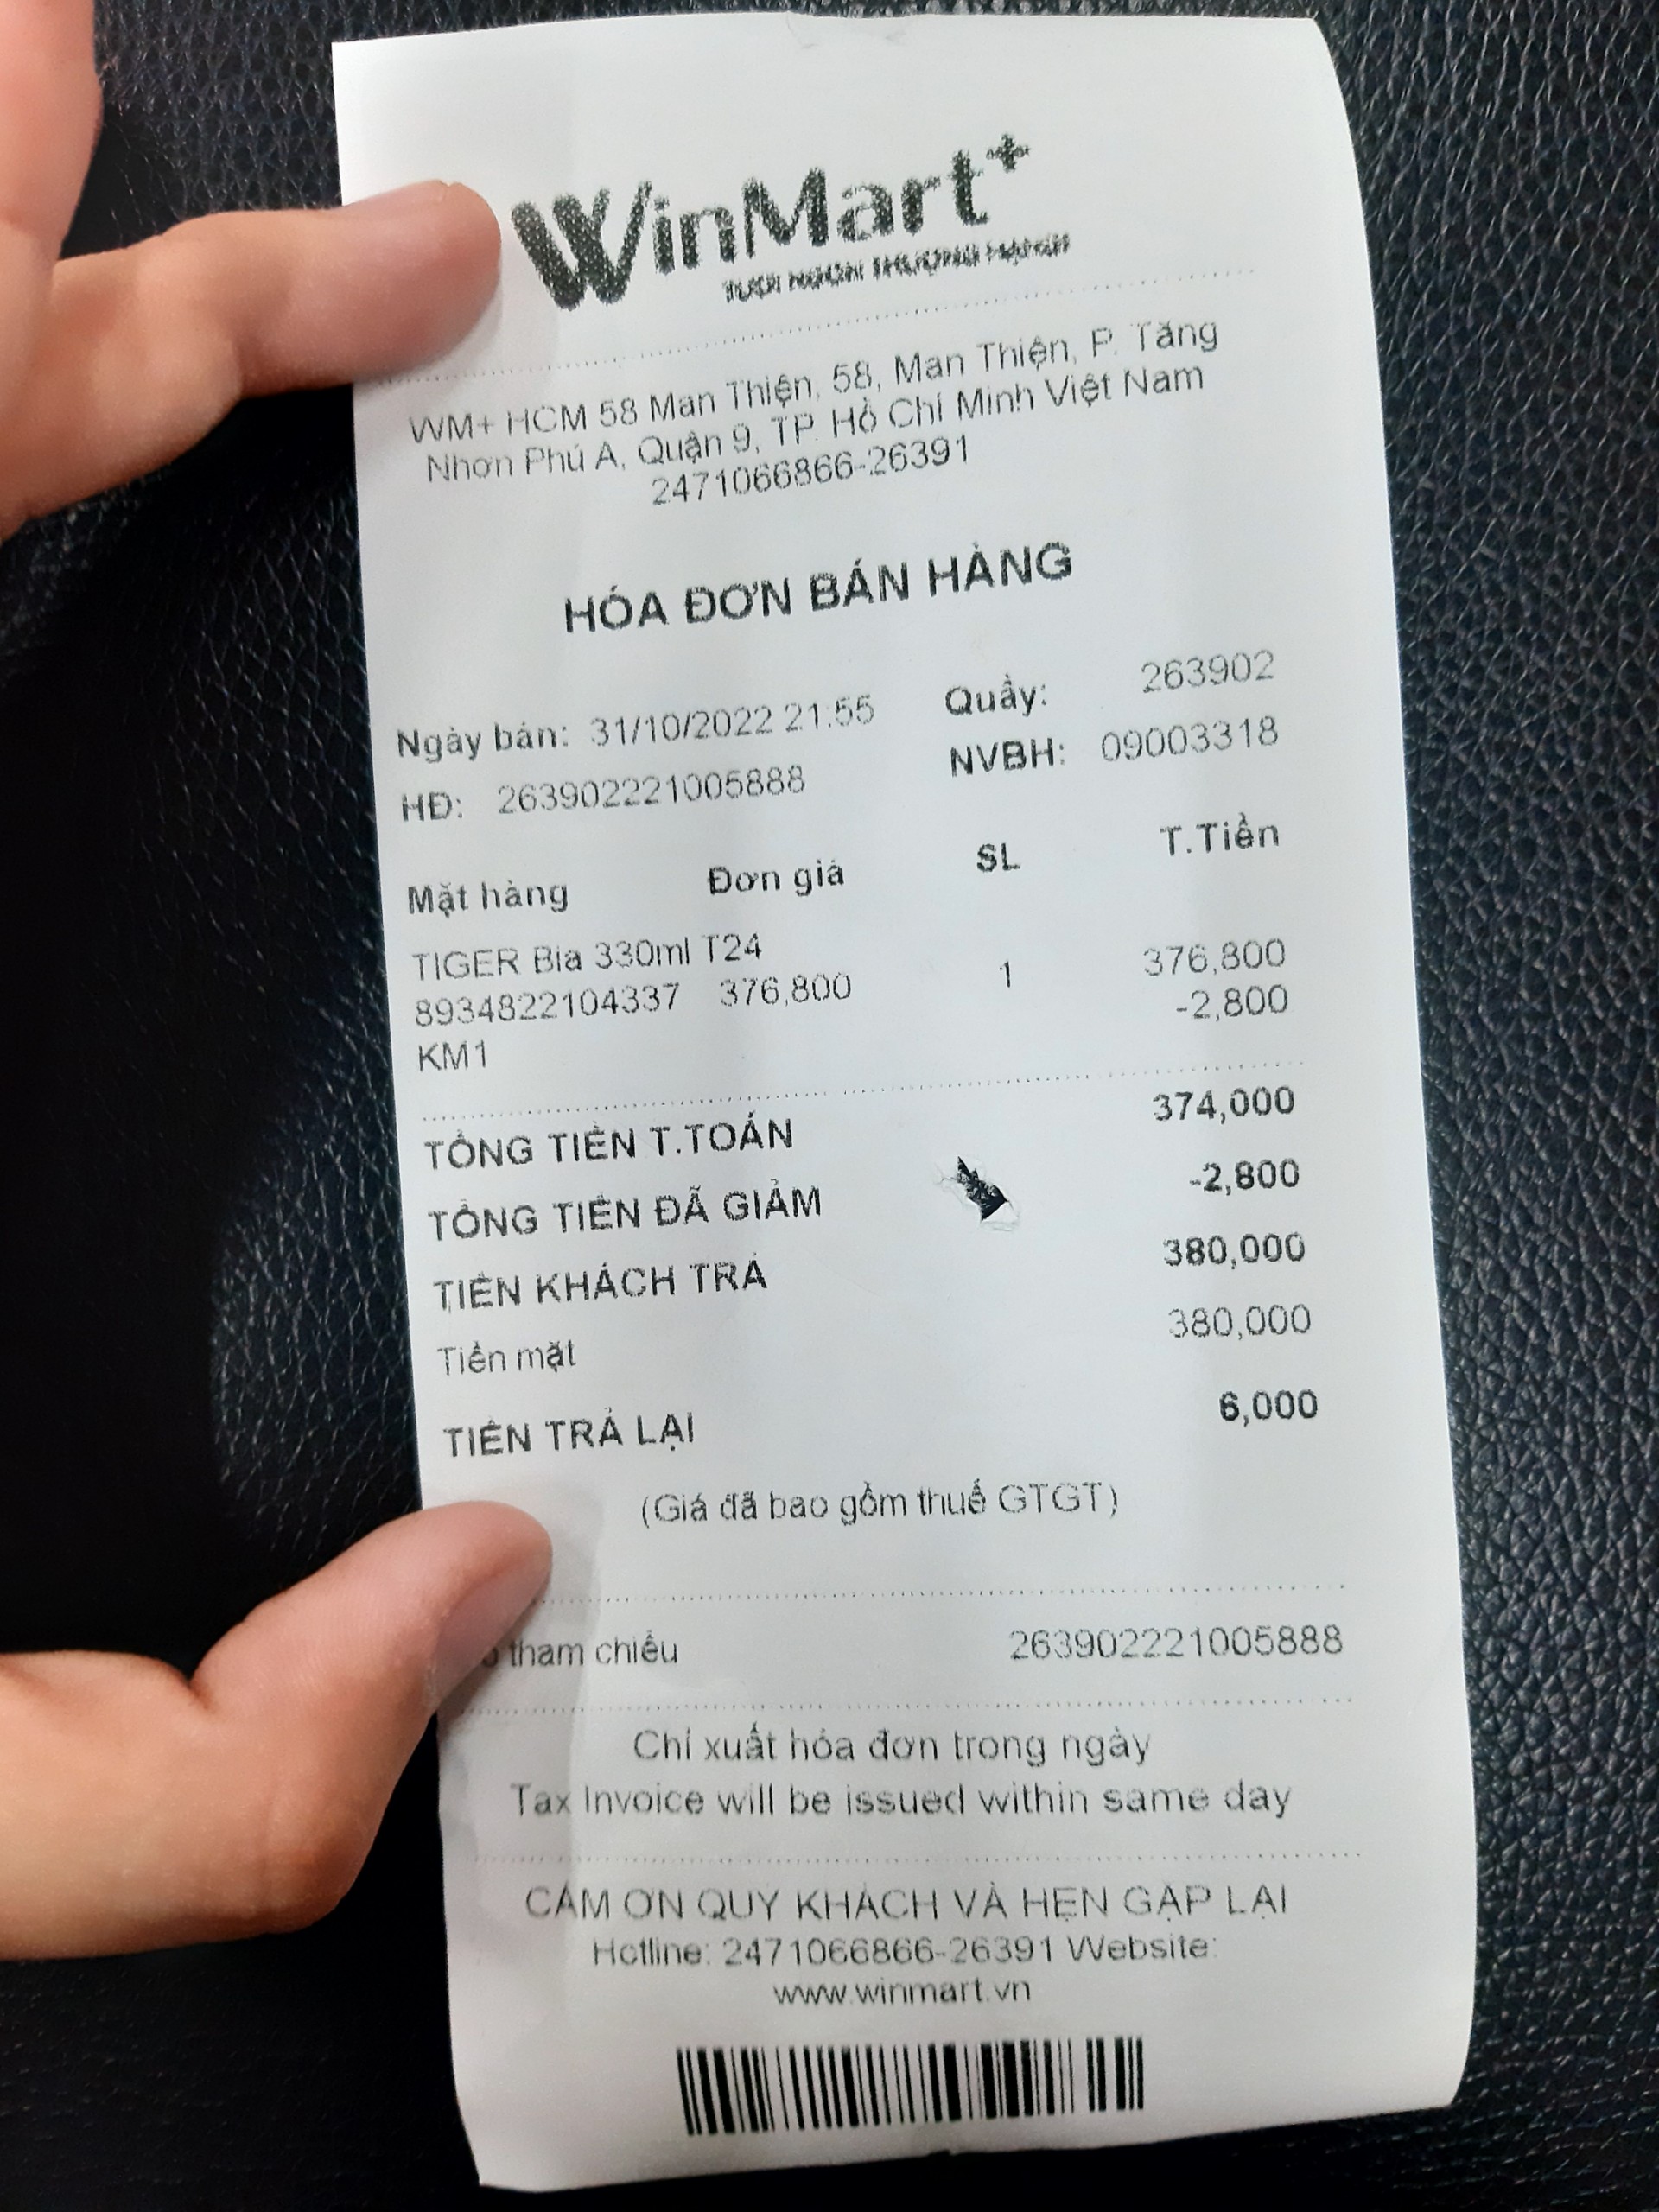 WinMart+
TƯƠI NGON THƯỢNG HẠNG
WM+ HCM 58 Man Thiện, 58, Man Thiện, P. Tăng
Nhơn Phú A, Quận 9, TP. Hồ Chí Minh Việt Nam
2471066866-26391
HÓA ĐƠN BÁN HÀNG
Ngày bán: 31/10/2022 21:55 Quầy: 263902
HĐ: 263902221005888 NVBH: 09003318
Mặt hàng Đơn giá SL T.Tiền
TIGER Bia 330ml T24
8934822104337 376,800 1 376,800
KM1 -2,800
TỔNG TIỀN T.TOÁN 374,000
TỔNG TIỀN ĐÃ GIẢM -2,800
TIỀN KHÁCH TRẢ 380,000
Tiền mặt 380,000
TIỀN TRẢ LẠI 6,000
(Giá đã bao gồm thuế GTGT)
tham chiếu 263902221005888
Chỉ xuất hóa đơn trong ngày
Tax Invoice will be issued within same day
CẢM ƠN QUÝ KHÁCH VÀ HẸN GẶP LẠI
Hotline: 2471066866-26391 Website:
www.winmart.vn